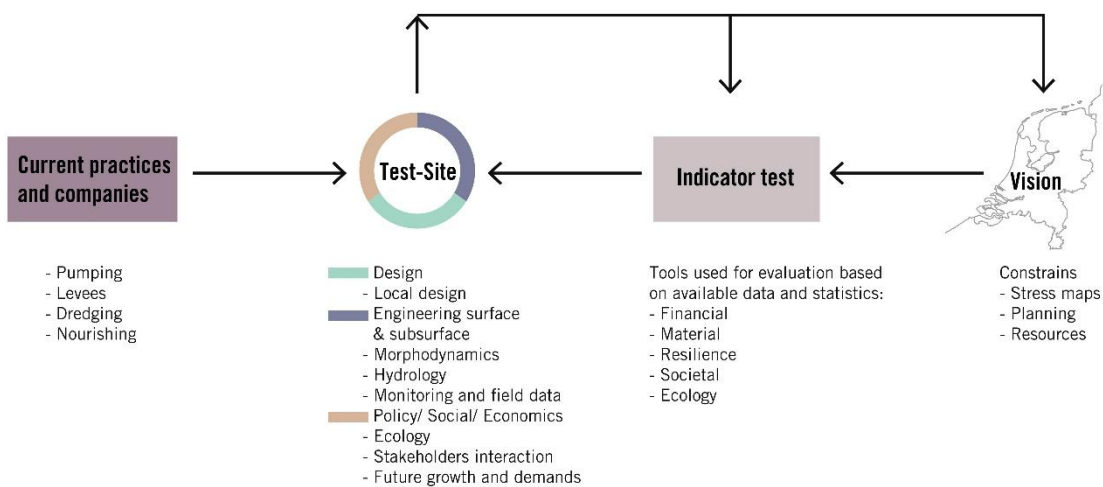 Current practices
and companies
Test-Site
Indicator test
Vision
- Pumping
- Levees
- Dredging
- Nourishing
Design
- Local design
Engineering surface
& subsurface
- Morphodynamics
- Hydrology
- Monitoring and field data
Policy/ Social/ Economics
- Ecology
- Stakeholders interaction
- Future growth and demands
Tools used for evaluation based
on available data and statistics:
- Financial
- Material
- Resilience
- Societal
- Ecology
Constrains
- Stress maps
- Planning
- Resources